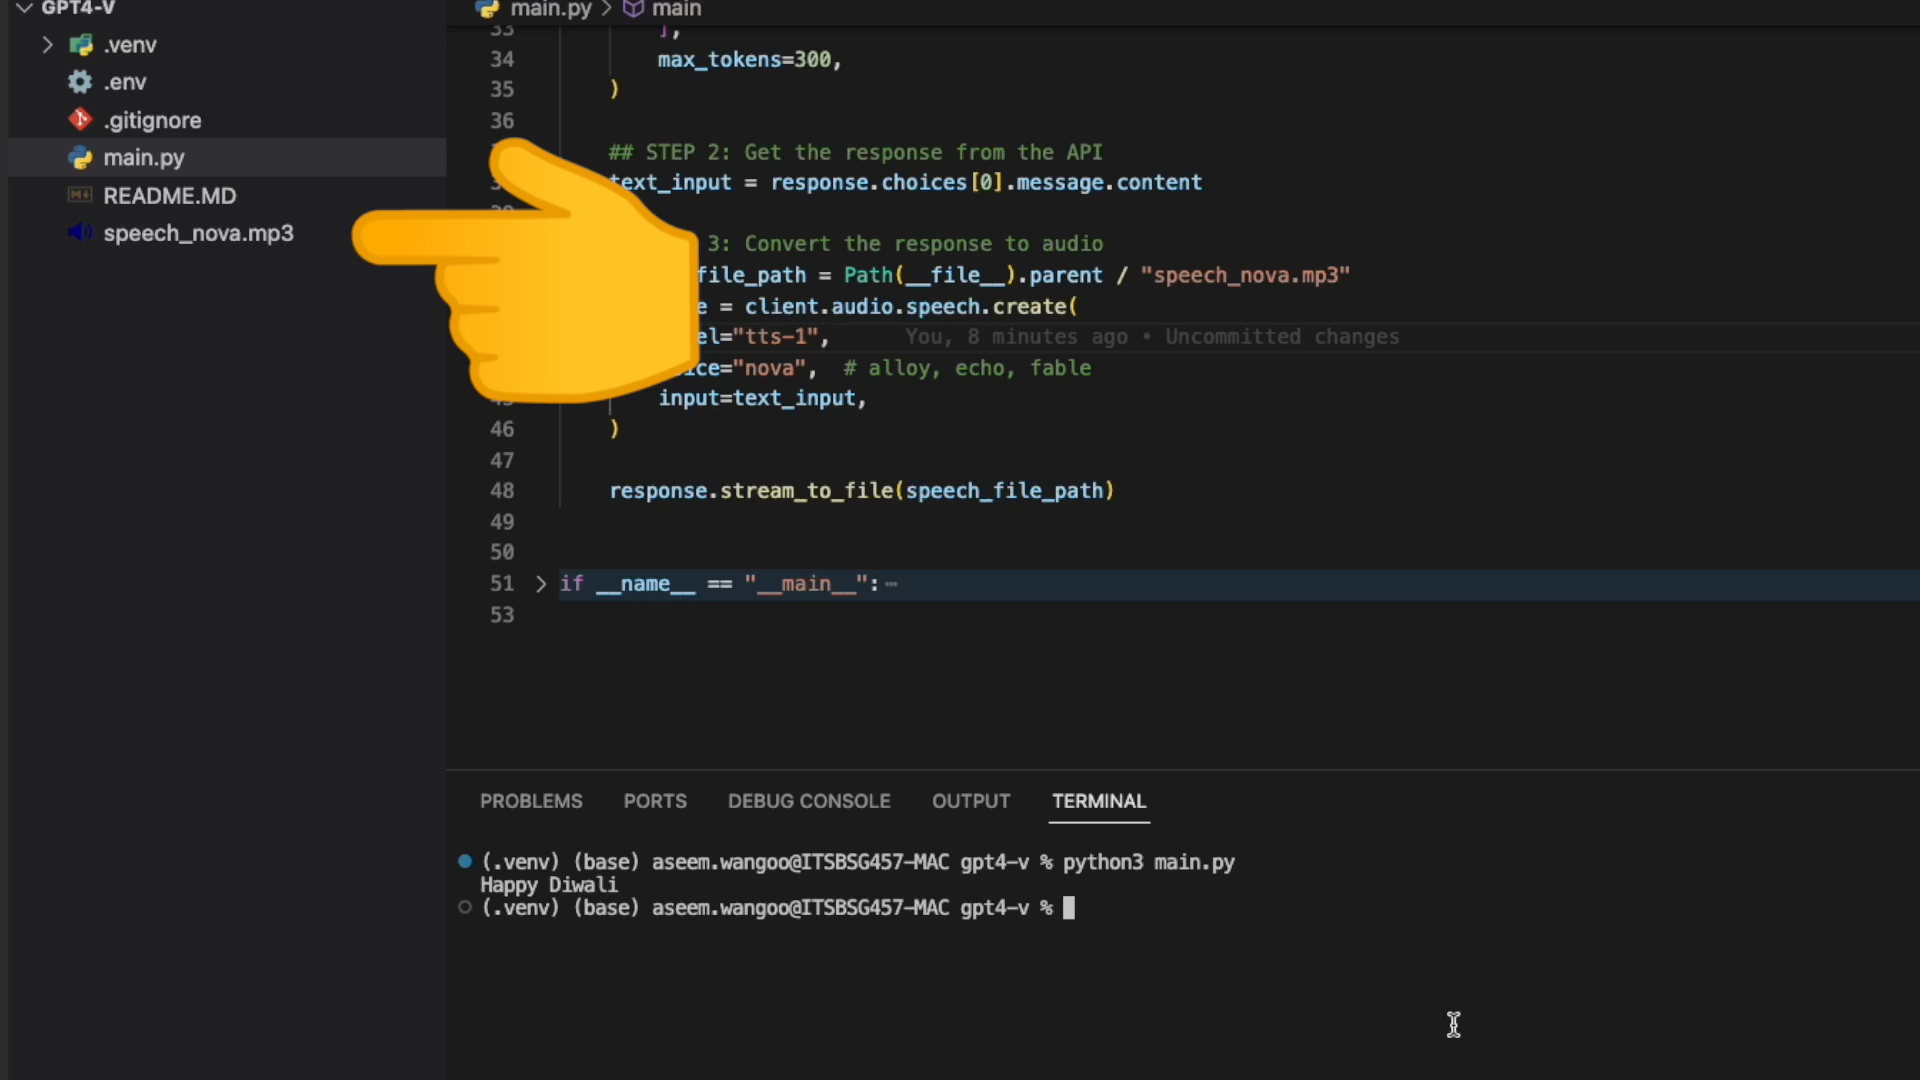 GPT4-V
.venv
.env
.gitignore
main.py
README.MD
speech_nova.mp3
main.py > main
33 ],
34 max_tokens=300,
35 )
36
## STEP 2: Get the response from the API
text_input = response.choices[0].message.content
3: Convert the response to audio
file_path = Path(__file__).parent / "speech_nova.mp3"
e = client.audio.speech.create(
el="tts-1", You, 8 minutes ago • Uncommitted changes
ice="nova", # alloy, echo, fable
45 input=text_input,
46 )
47
48 response.stream_to_file(speech_file_path)
49
50
51 > if __name__ == "__main__": ⋯
53
PROBLEMS PORTS DEBUG CONSOLE OUTPUT TERMINAL
(.venv) (base) aseem.wangoo@ITSBSG457-MAC gpt4-v % python3 main.py
Happy Diwali
(.venv) (base) aseem.wangoo@ITSBSG457-MAC gpt4-v %